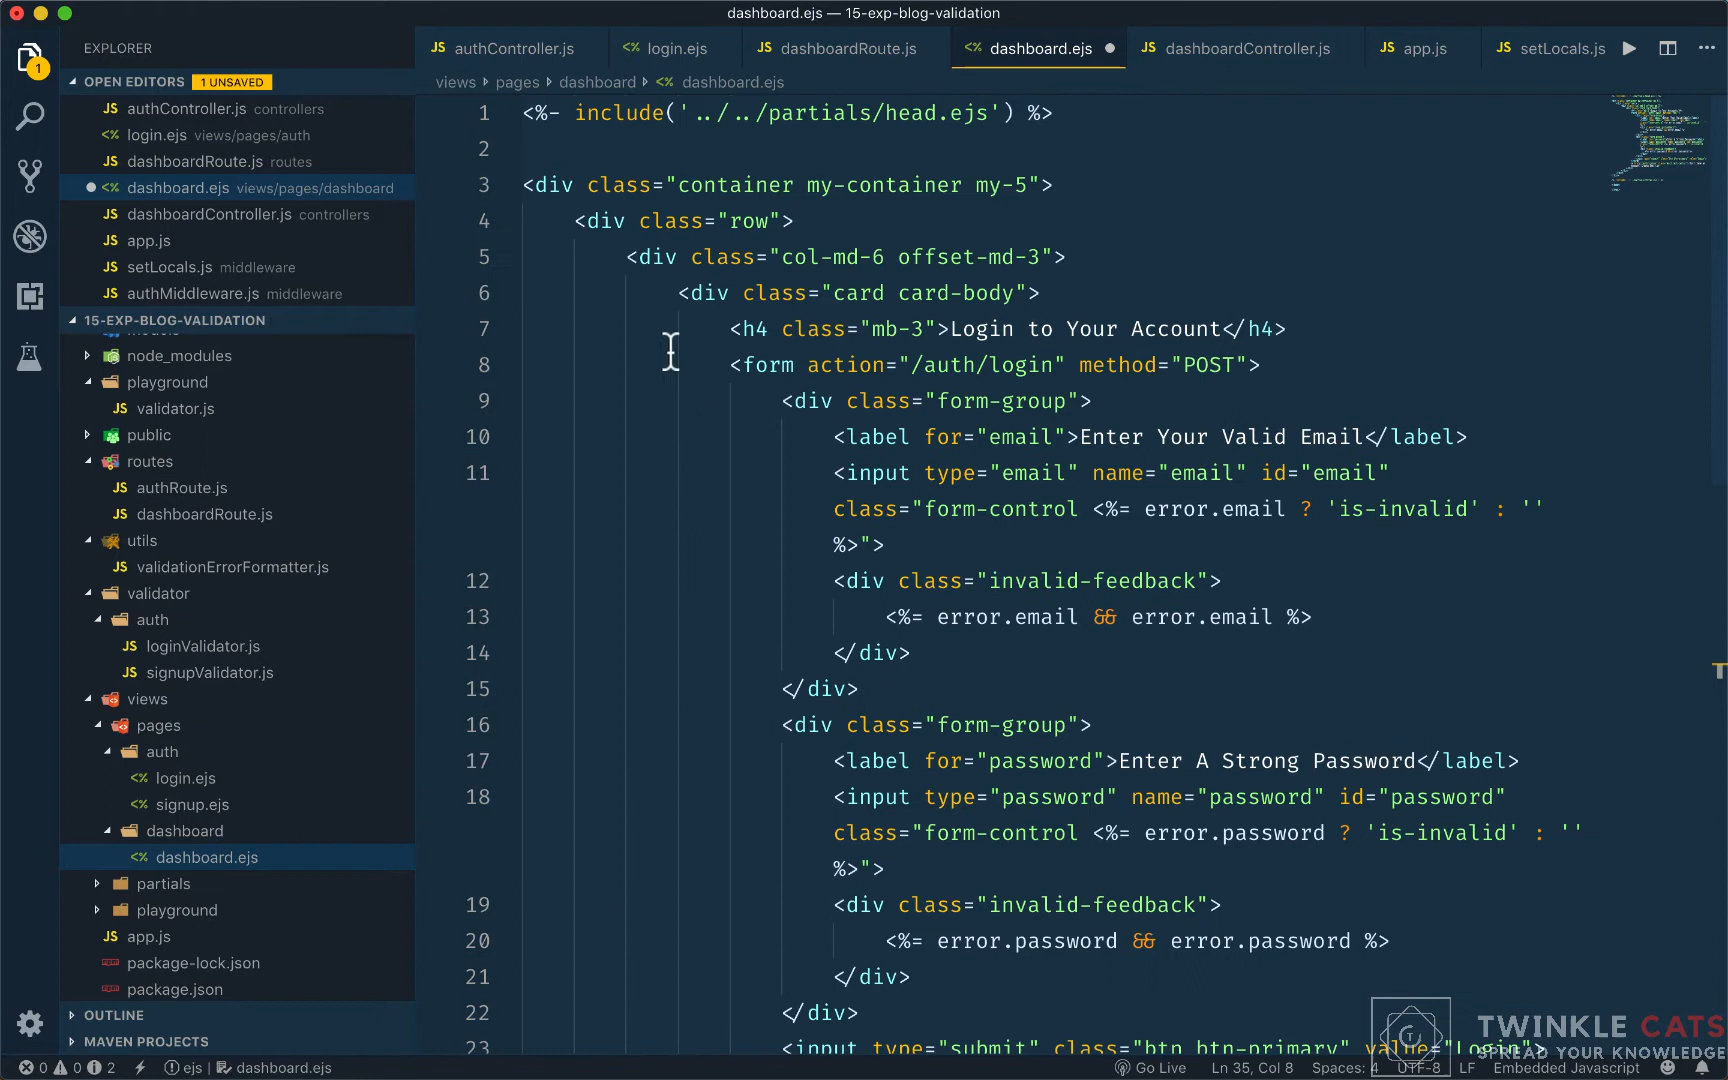 dashboard.ejs — 15-exp-blog-validation
EXPLORER
JS authController.js
<%> login.ejs
JS dashboardRoute.js
<%> dashboard.ejs
JS dashboardController.js
JS app.js
JS setLocals.js
1
OPEN EDITORS 1 UNSAVED
views pages dashboard <%> dashboard.ejs
JS authController.js controllers
<%> login.ejs views/pages/auth
JS dashboardRoute.js routes
<%> dashboard.ejs views/pages/dashboard
JS dashboardController.js controllers
JS app.js
JS setLocals.js middleware
JS authMiddleware.js middleware
15-EXP-BLOG-VALIDATION
node_modules
playground
JS validator.js
public
routes
JS authRoute.js
JS dashboardRoute.js
utils
JS validationErrorFormatter.js
validator
auth
JS loginValidator.js
JS signupValidator.js
views
pages
auth
<%> login.ejs
<%> signup.ejs
dashboard
<%> dashboard.ejs
partials
playground
JS app.js
package-lock.json
package.json
OUTLINE
MAVEN PROJECTS
1 <%- include('../../partials/head.ejs') %>
2
3 <div class="container my-container my-5">
4 <div class="row">
5 <div class="col-md-6 offset-md-3">
6 <div class="card card-body">
7 <h4 class="mb-3">Login to Your Account</h4>
8 <form action="/auth/login" method="POST">
9 <div class="form-group">
10 <label for="email">Enter Your Valid Email</label>
11 <input type="email" name="email" id="email"
class="form-control <%= error.email ? 'is-invalid' : ''
%>">
12 <div class="invalid-feedback">
13 <%= error.email && error.email %>
14 </div>
15 </div>
16 <div class="form-group">
17 <label for="password">Enter A Strong Password</label>
18 <input type="password" name="password" id="password"
class="form-control <%= error.password ? 'is-invalid' : ''
%>">
19 <div class="invalid-feedback">
20 <%= error.password && error.password %>
21 </div>
22 </div>
23 <input type="submit" class="btn btn-primary" value="Login">
TWINKLE CATS
SPREAD YOUR KNOWLEDGE
0 0 2 ejs dashboard.ejs
Go Live Ln 35, Col 8 Spaces: 4 UTF-8 LF Embedded Javascript